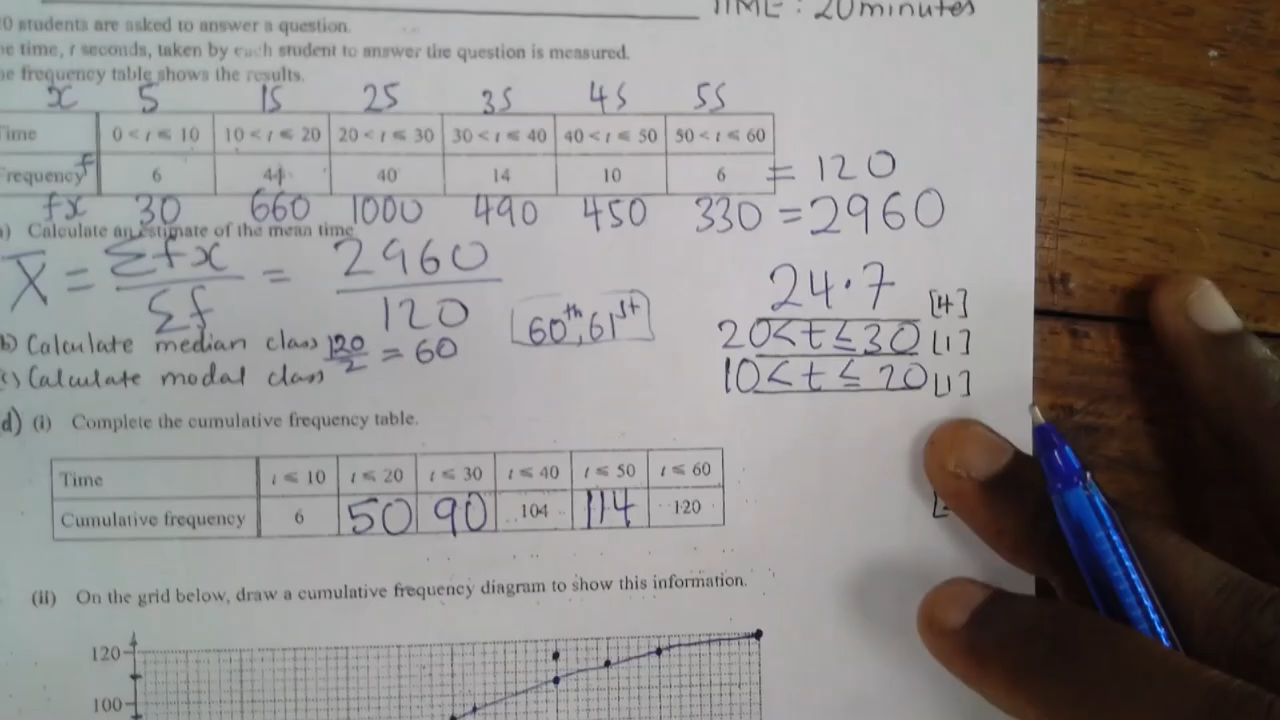 TIME : 20 minutes
0 students are asked to answer a question.
e time, t seconds, taken by each student to answer the question is measured.
e frequency table shows the results.
x 5 15 25 35 45 55
Time 0 < t ≤ 10 10 < t ≤ 20 20 < t ≤ 30 30 < t ≤ 40 40 < t ≤ 50 50 < t ≤ 60
Frequency f 6 44 40 14 10 6 = 120
fx 30 660 1000 490 450 330 = 2960
) Calculate an estimate of the mean time
X̄ = Σfx / Σf = 2960 / 120
24.7 [4]
b) Calculate median class 120/2 = 60 60th, 61st 20 < t ≤ 30 [1]
c) Calculate modal class 10 < t ≤ 20 [1]
d) (i) Complete the cumulative frequency table.
Time t ≤ 10 t ≤ 20 t ≤ 30 t ≤ 40 t ≤ 50 t ≤ 60
Cumulative frequency 6 50 90 104 114 120
(ii) On the grid below, draw a cumulative frequency diagram to show this information.
120
100